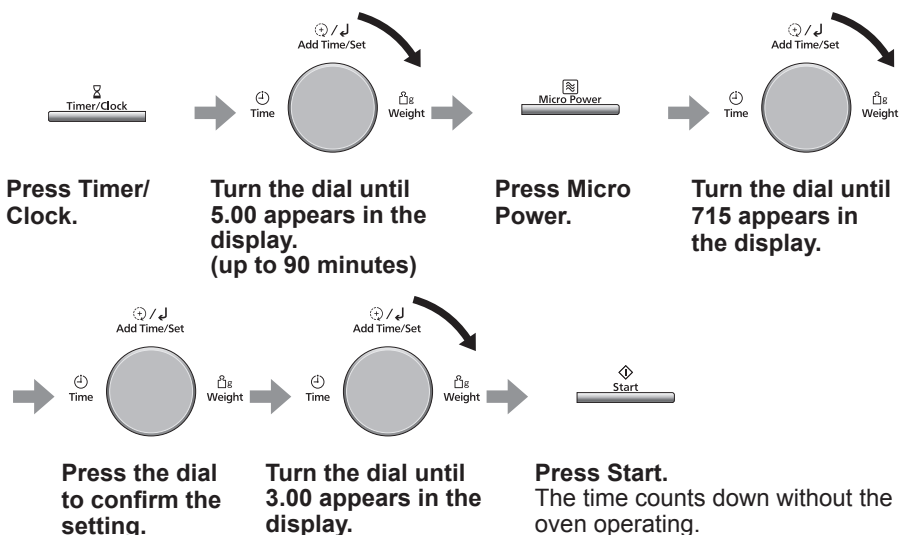 Add Time/Set
Timer/Clock
Time
Weight
Micro Power
Add Time/Set
Time
Weight
Press Timer/
Clock.
Turn the dial until
5.00 appears in the
display.
(up to 90 minutes)
Press Micro
Power.
Turn the dial until
715 appears in
the display.
Add Time/Set
Time
Weight
Add Time/Set
Time
Weight
Start
Press the dial
to confirm the
setting.
Turn the dial until
3.00 appears in the
display.
Press Start.
The time counts down without the
oven operating.